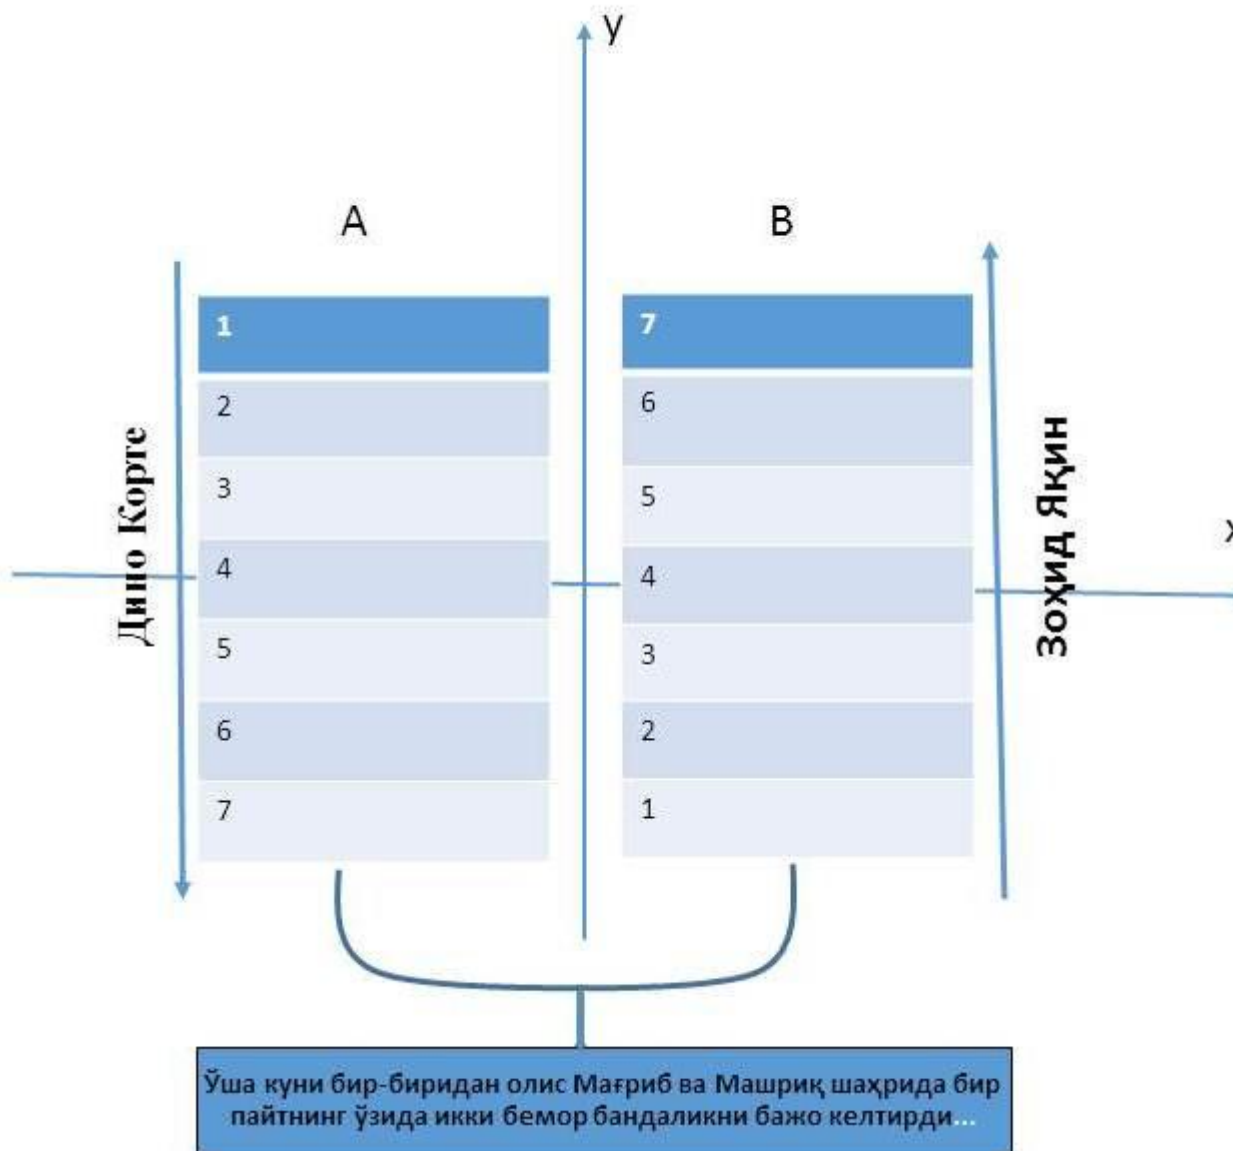 y
A
B
1
2
3
4
5
6
7
7
6
5
4
3
2
1
Дино Корте
Зоҳид Яқин
x
Ўша куни бир-биридан олис Мағриб ва Машриқ шаҳрида бир
пайтнинг ўзида икки бемор бандаликни бажо келтирди...